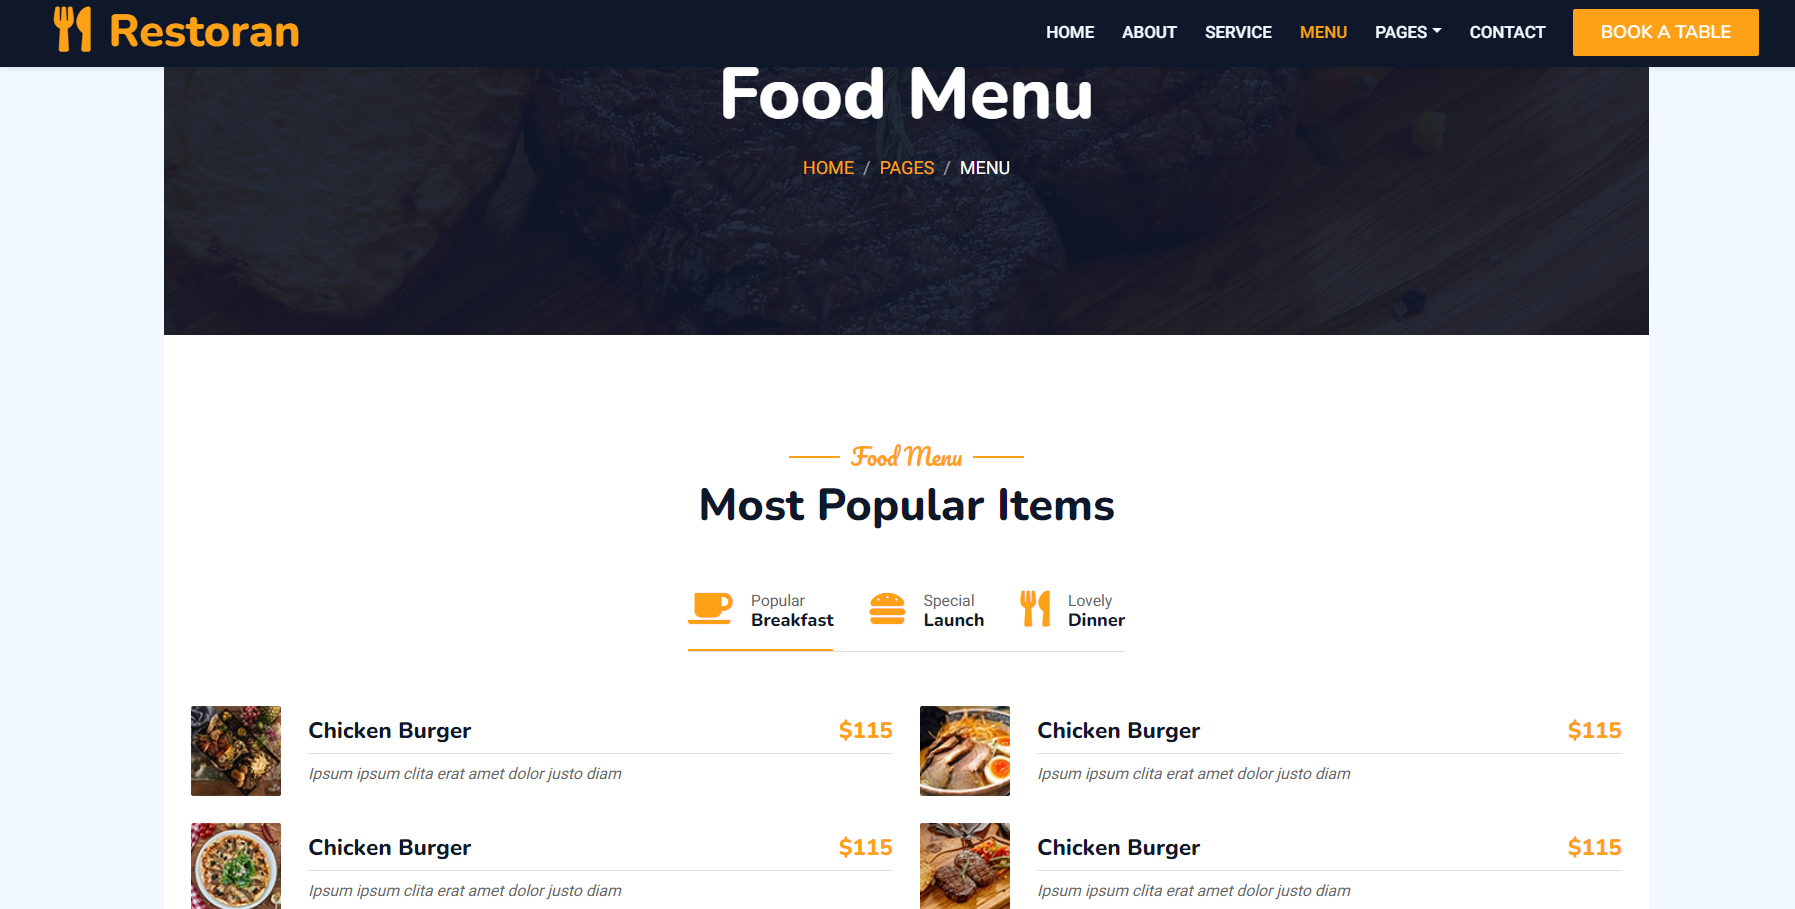 Restoran
HOME ABOUT SERVICE MENU PAGES CONTACT BOOK A TABLE
Food Menu
HOME / PAGES / MENU
Food Menu
Most Popular Items
Popular
Breakfast
Special
Launch
Lovely
Dinner
Chicken Burger $115
Ipsum ipsum clita erat amet dolor justo diam
Chicken Burger $115
Ipsum ipsum clita erat amet dolor justo diam
Chicken Burger $115
Ipsum ipsum clita erat amet dolor justo diam
Chicken Burger $115
Ipsum ipsum clita erat amet dolor justo diam